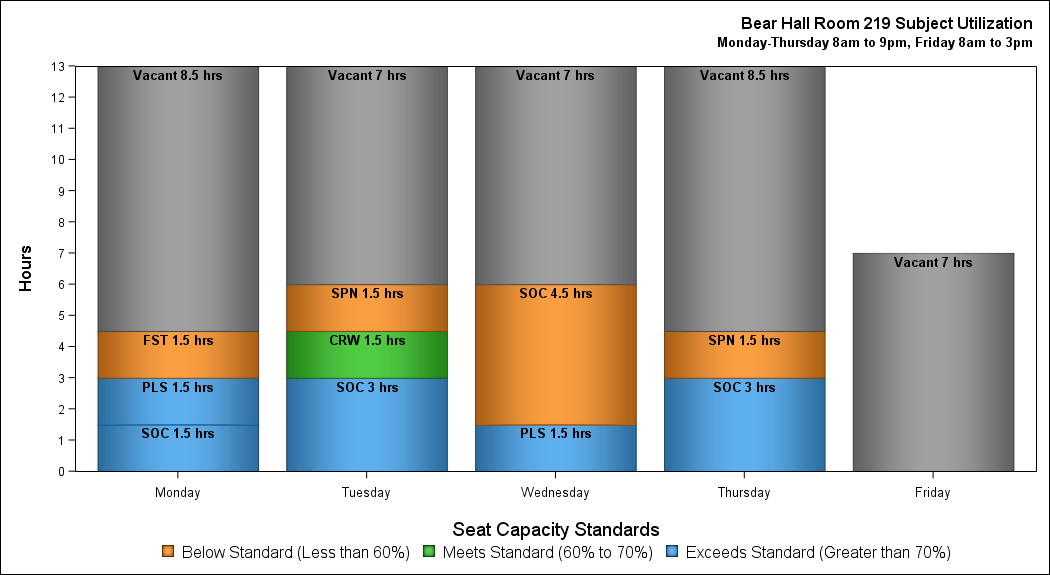 Bear Hall Room 219 Subject Utilization
Monday-Thursday 8am to 9pm, Friday 8am to 3pm
Hours
13
12
11
10
9
8
7
6
5
4
3
2
1
0
Vacant 8.5 hrs
FST 1.5 hrs
PLS 1.5 hrs
SOC 1.5 hrs
Vacant 7 hrs
SPN 1.5 hrs
CRW 1.5 hrs
SOC 3 hrs
Vacant 7 hrs
SOC 4.5 hrs
PLS 1.5 hrs
Vacant 8.5 hrs
SPN 1.5 hrs
SOC 3 hrs
Vacant 7 hrs
Monday Tuesday Wednesday Thursday Friday
Seat Capacity Standards
Below Standard (Less than 60%) Meets Standard (60% to 70%) Exceeds Standard (Greater than 70%)